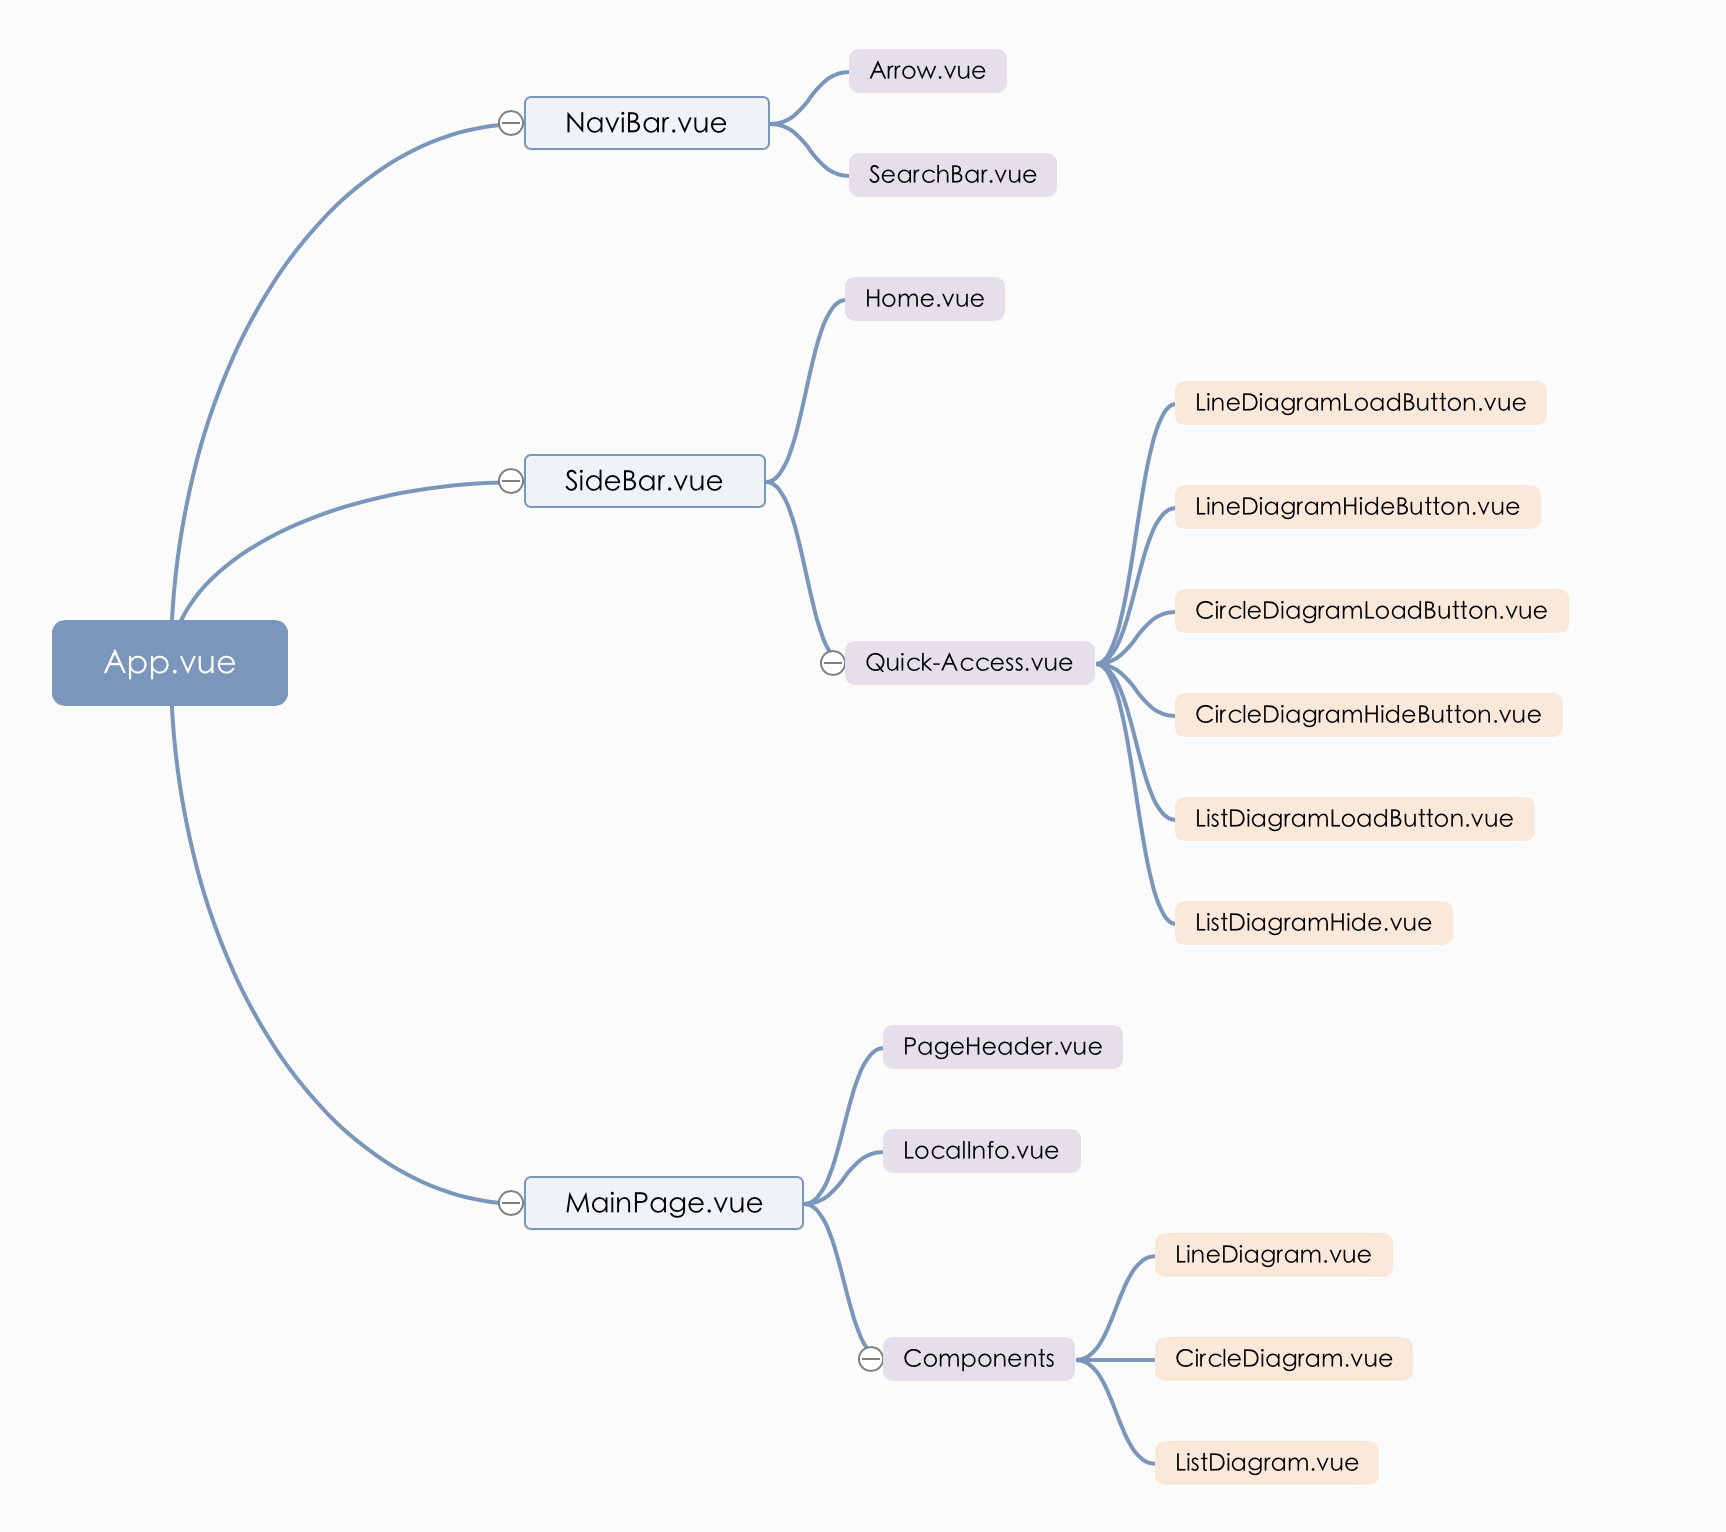 Arrow.vue
NaviBar.vue
SearchBar.vue
Home.vue
LineDiagramLoadButton.vue
SideBar.vue
LineDiagramHideButton.vue
CircleDiagramLoadButton.vue
App.vue
Quick-Access.vue
CircleDiagramHideButton.vue
ListDiagramLoadButton.vue
ListDiagramHide.vue
PageHeader.vue
LocalInfo.vue
MainPage.vue
LineDiagram.vue
Components
CircleDiagram.vue
ListDiagram.vue